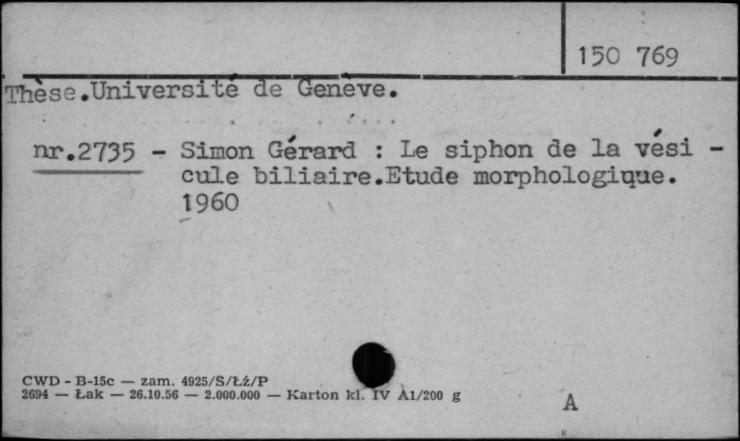 150 769
Thèse.Université de Genève.
nr.2735 - Simon Gérard : Le siphon de la vési -
cule biliaire.Etude morphologique.
1960
CWD - B-15c — zam. 4925/S/Łź/P
2694 — Łak — 26.10.56 — 2.000.000 — Karton kl. IV A1/200 g
A